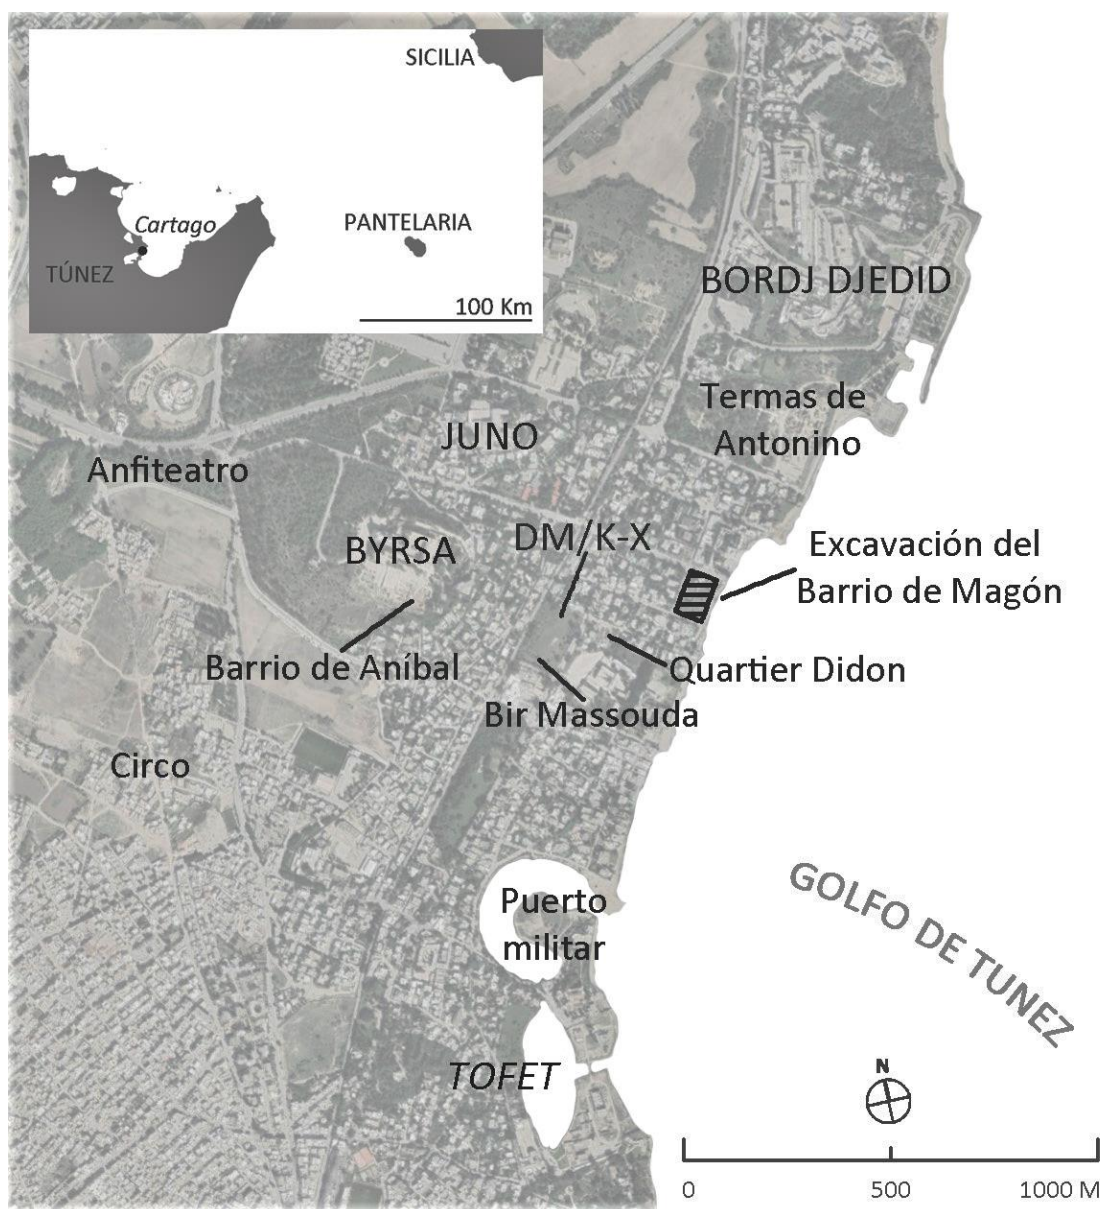 SICILIA
Cartago
PANTELARIA
TÚNEZ
100 Km
BORDJ DJEDID
Termas de
Antonino
JUNO
Anfiteatro
DM/K-X
BYRSA
Excavación del
Barrio de Magón
Barrio de Aníbal
Quartier Didon
Bir Massouda
Circo
Puerto
militar
GOLFO DE TUNEZ
TOFET
N
0 500 1000 M